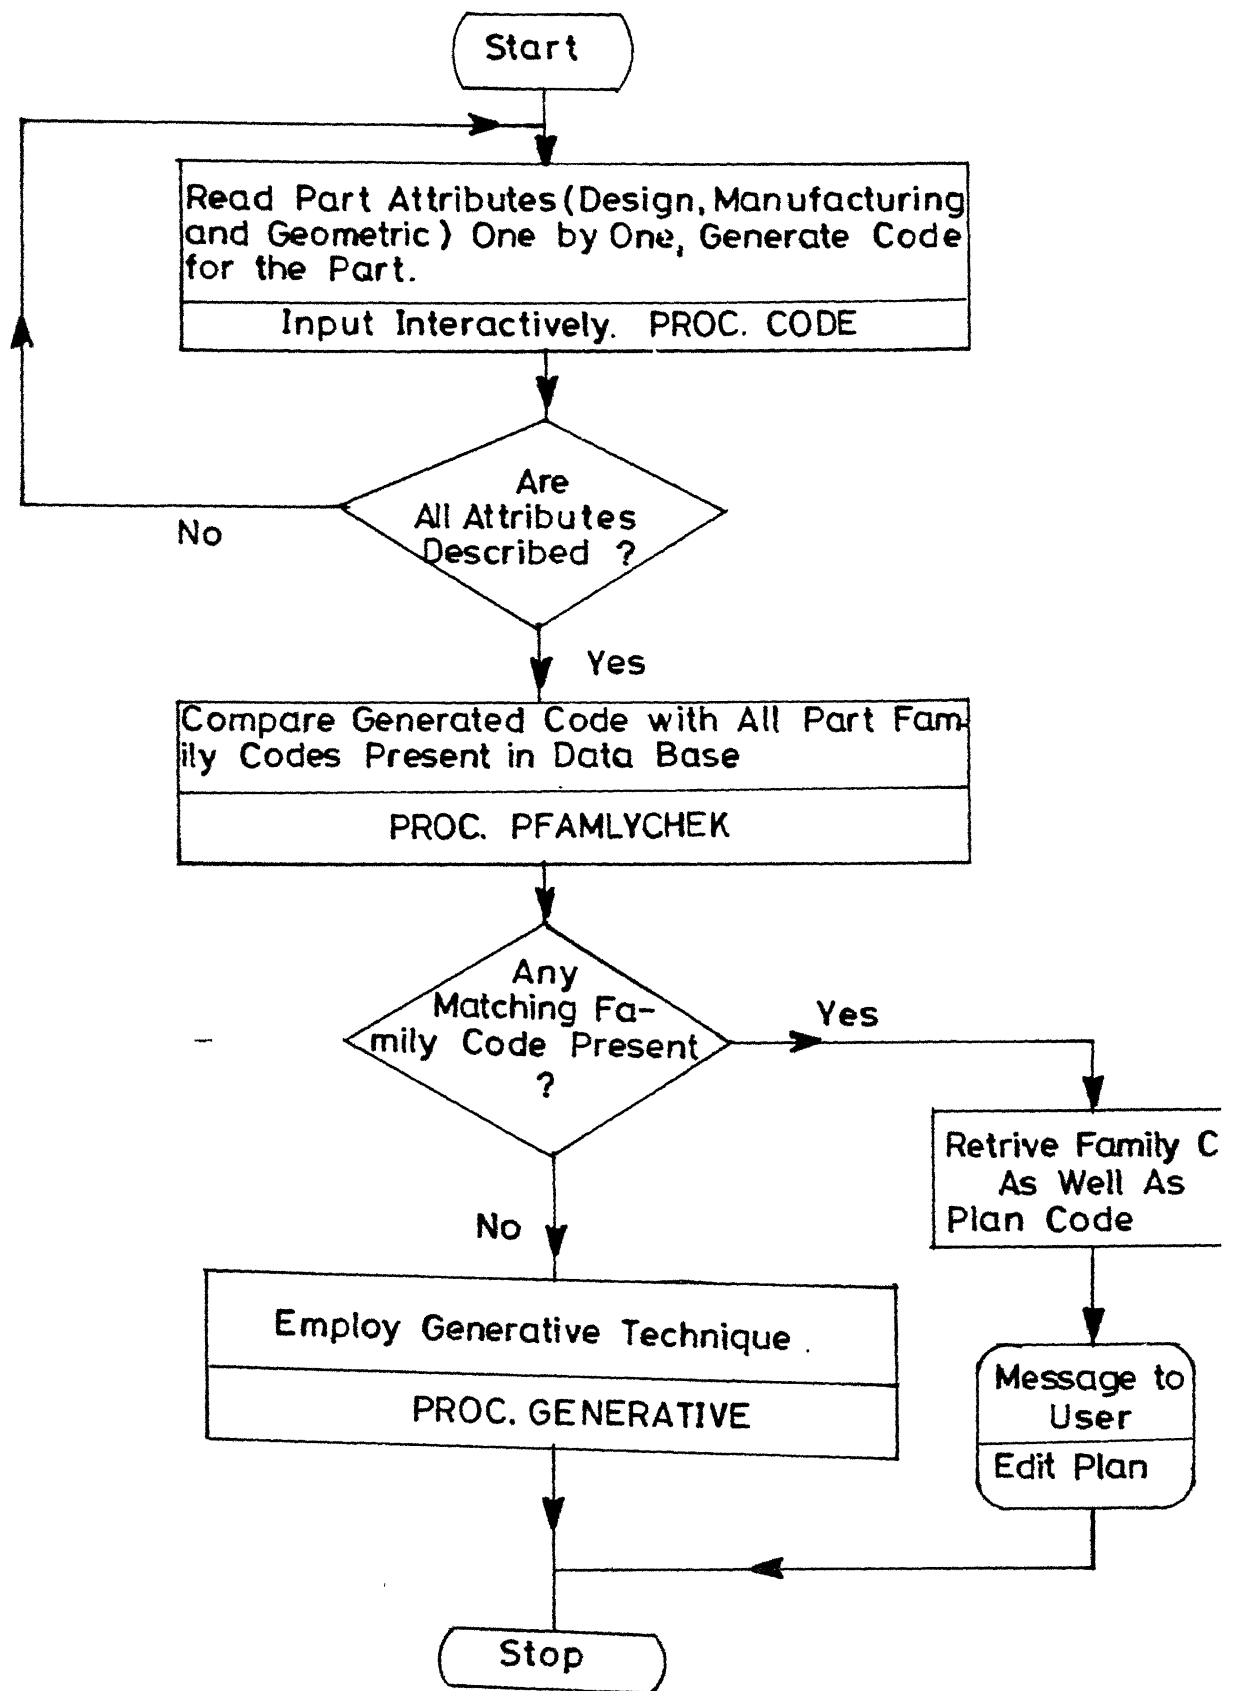 Start
Read Part Attributes (Design, Manufacturing
and Geometric) One by One, Generate Code
for the Part.
Input Interactively. PROC. CODE
Are
All Attributes
Described ?
No
Yes
Compare Generated Code with All Part Fam-
ily Codes Present in Data Base
PROC. PFAMLYCHEK
Any
Matching Fa-
mily Code Present
?
Yes
No
Retrive Family C
As Well As
Plan Code
Employ Generative Technique.
PROC. GENERATIVE
Message to
User
Edit Plan
Stop